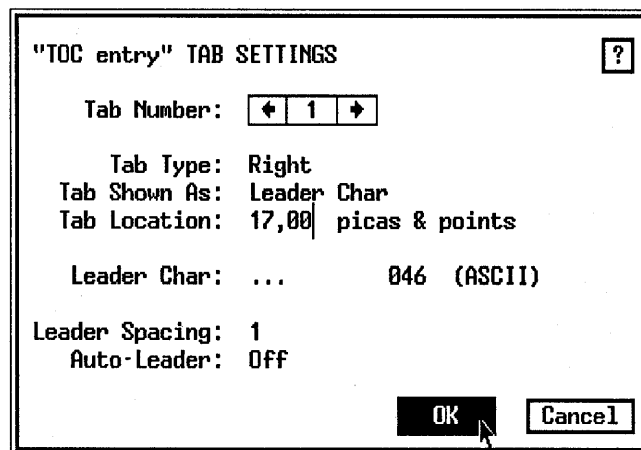 "TOC entry" TAB SETTINGS ?
Tab Number: 1
Tab Type: Right
Tab Shown As: Leader Char
Tab Location: 17,00 picas & points
Leader Char: ... 046 (ASCII)
Leader Spacing: 1
Auto-Leader: Off
OK Cancel